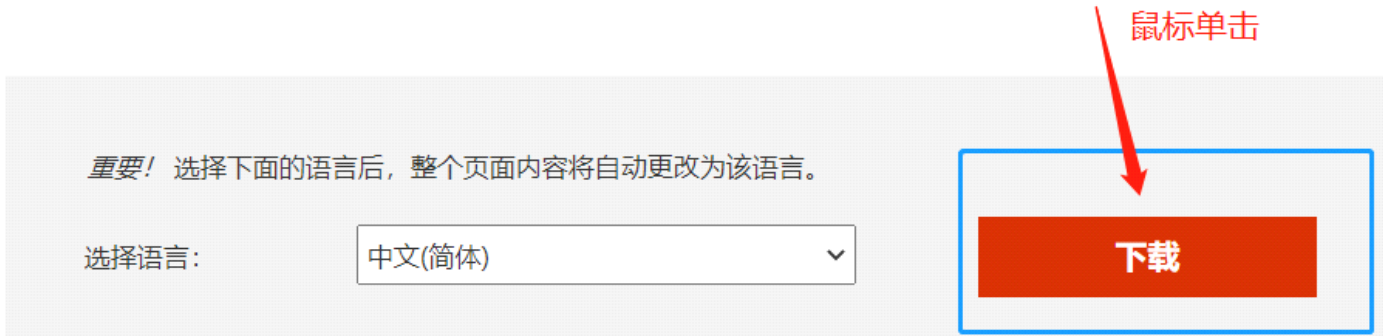 鼠标单击
重要！选择下面的语言后，整个页面内容将自动更改为该语言。
选择语言：
中文(简体)
下载